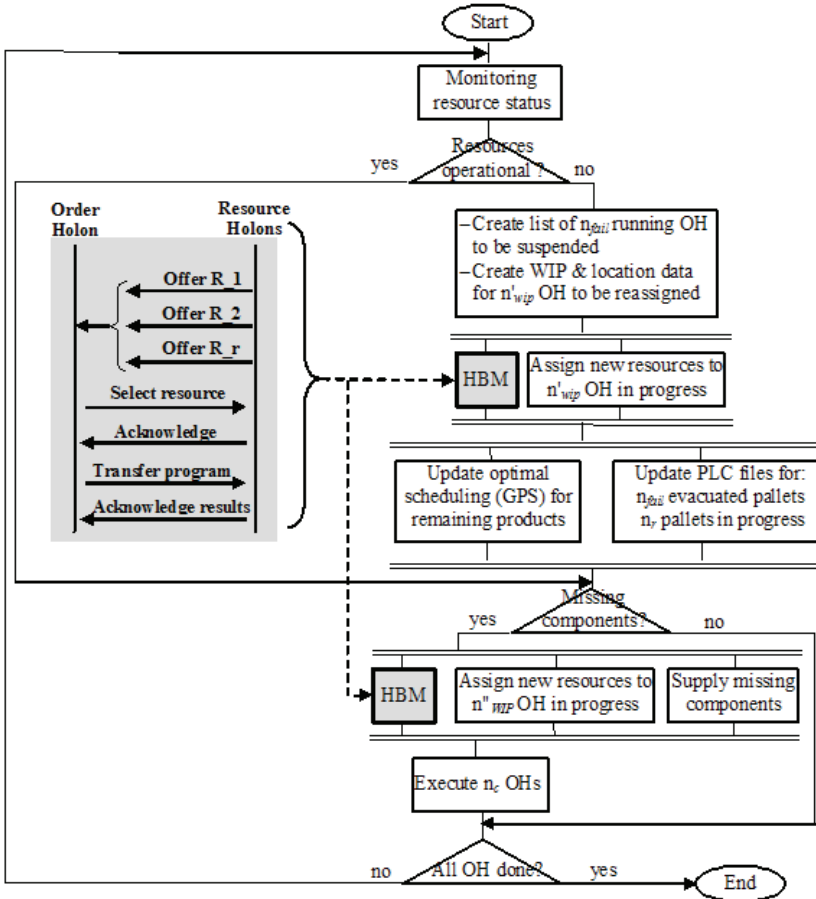 Start
Monitoring
resource status
Resources
operational ?
yes
no
Order
Holon
Resource
Holons
Offer R_1
Offer R_2
Offer R_r
Select resource
Acknowledge
Transfer program
Acknowledge results
–Create list of nfail running OH
to be suspended
–Create WIP & location data
for n'wip OH to be reassigned
HBM
Assign new resources to
n'wip OH in progress
Update optimal
scheduling (GPS) for
remaining products
Update PLC files for:
nfail evacuated pallets
nr pallets in progress
Missing
components?
yes
no
HBM
Assign new resources to
n" WIP OH in progress
Supply missing
components
Execute nc OHs
All OH done?
no
yes
End